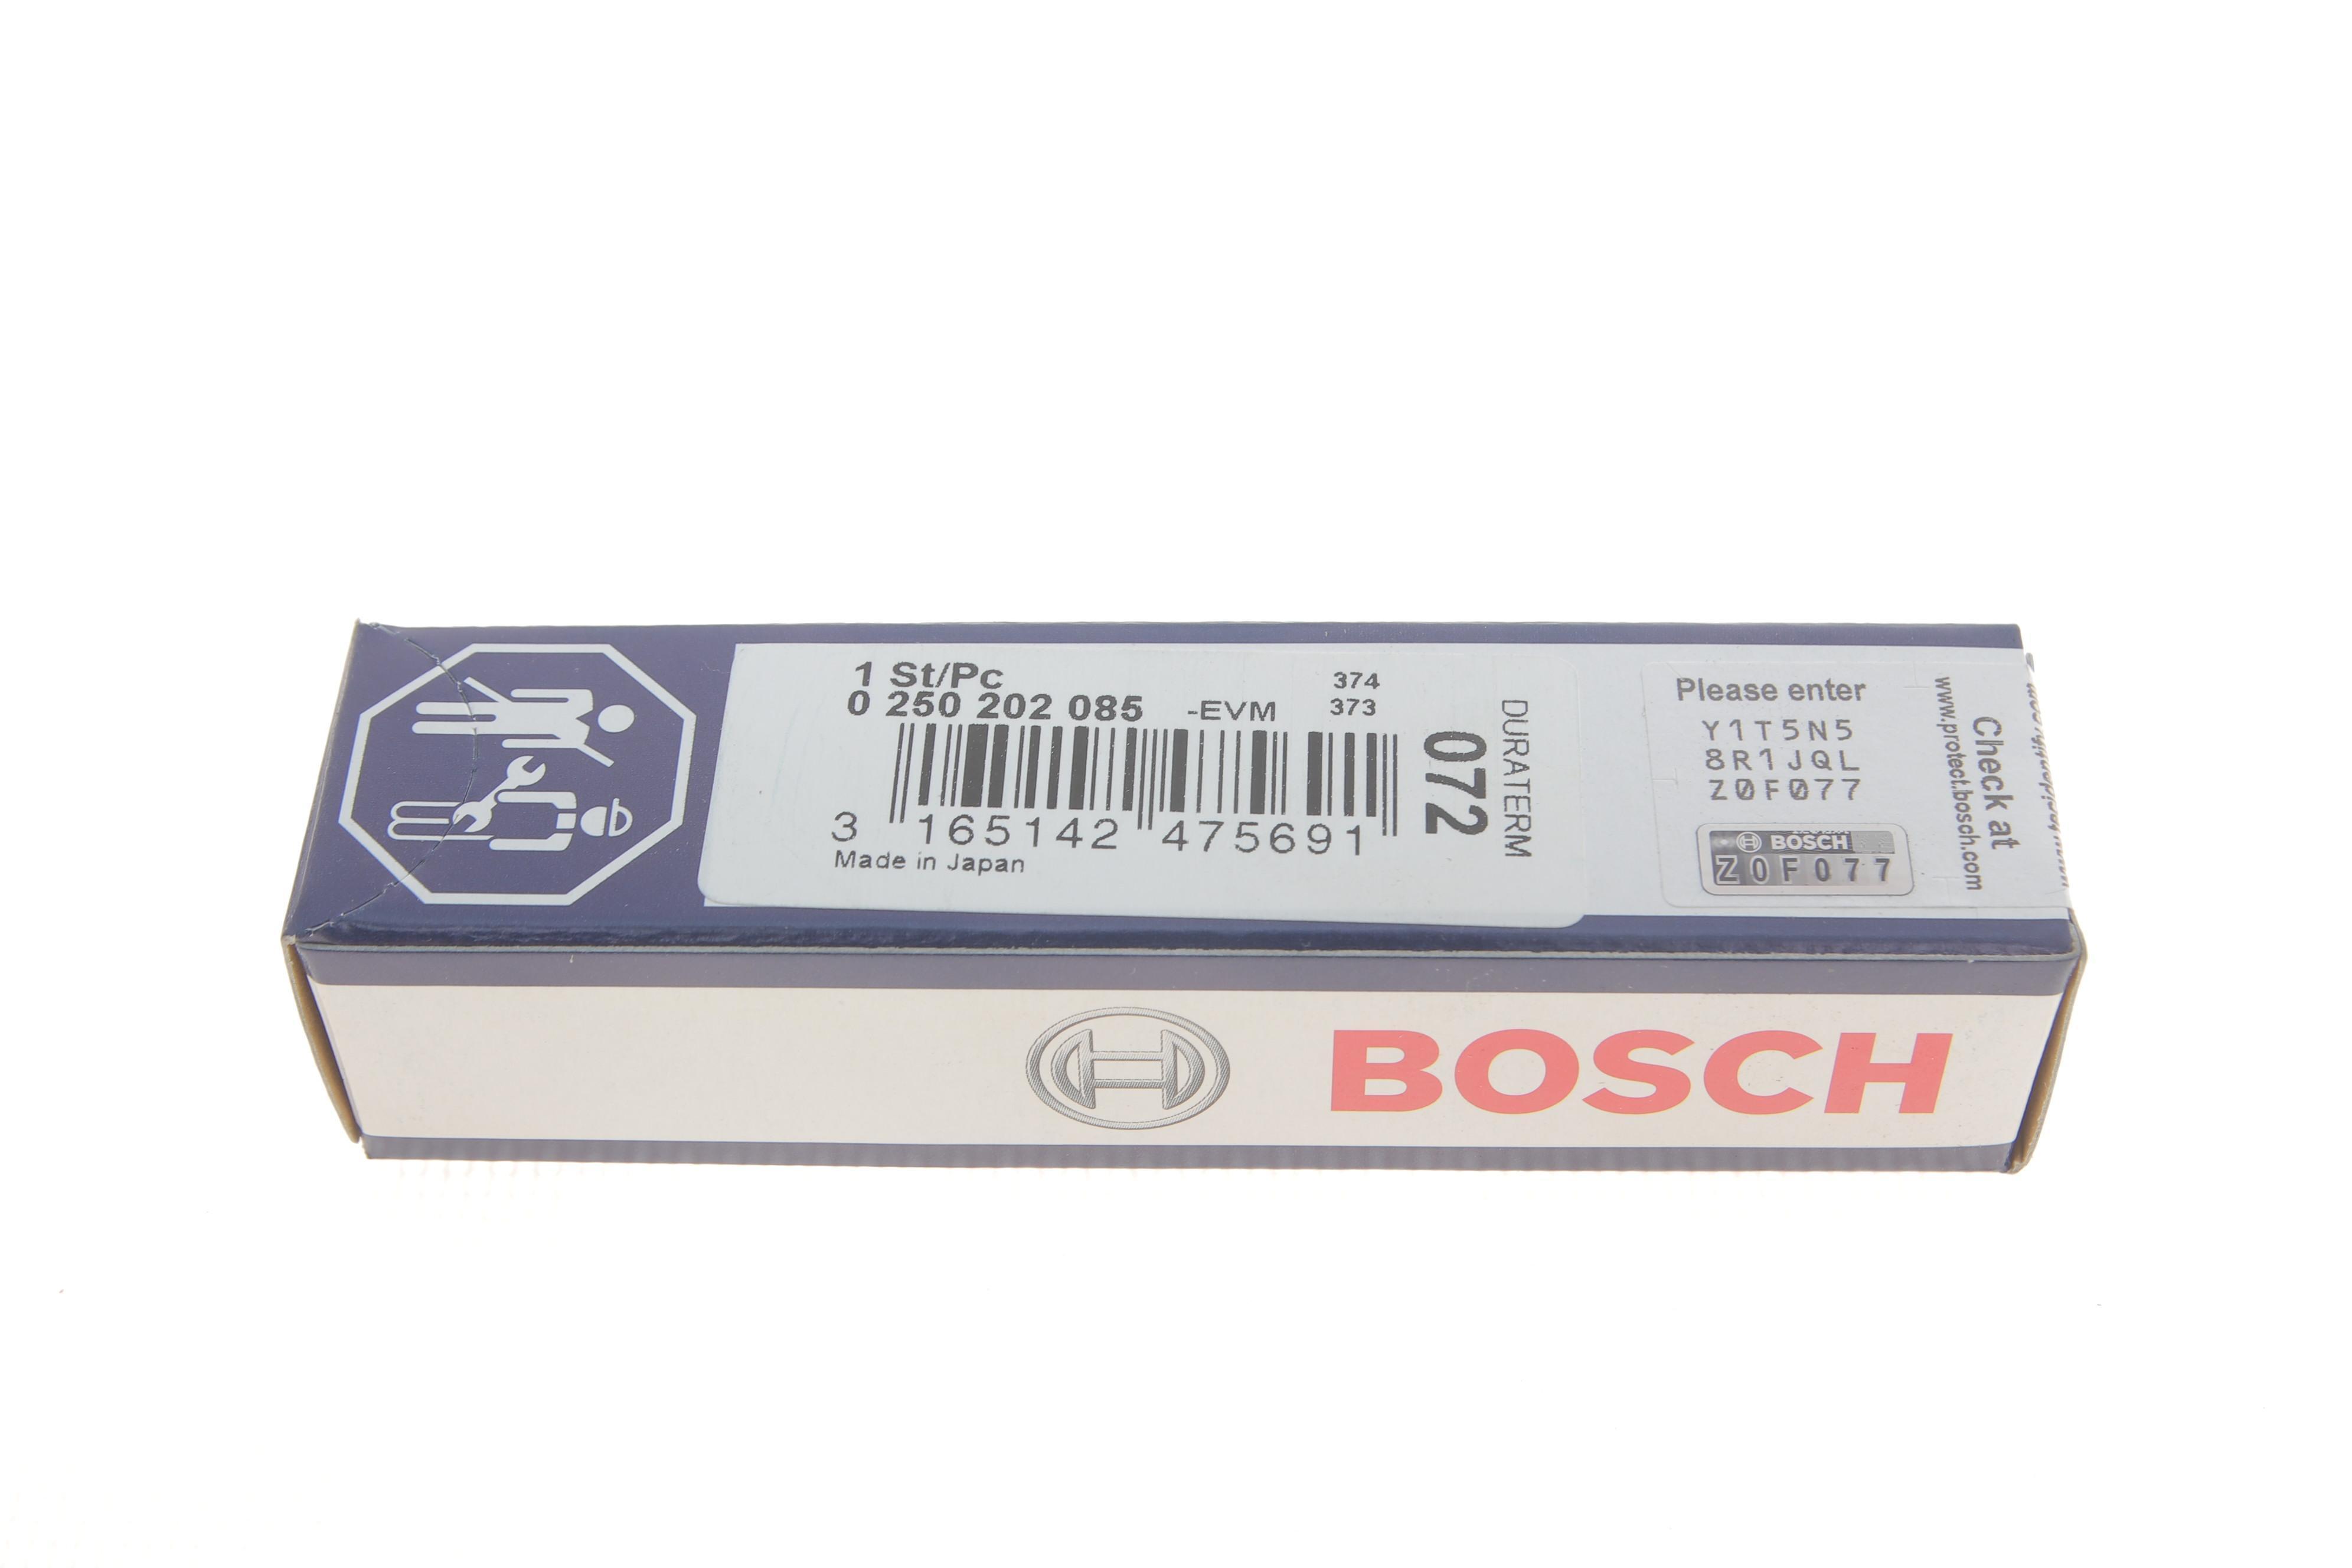 1 St/Pc
0 250 202 085 -EVM
374
373
3 165142 475691
Made in Japan
072
DURATERM
Please enter
Y1T5N5
8R1JQL
Z0F077
BOSCH
Z0F077
Check at
www.protect.bosch.com
BOSCH